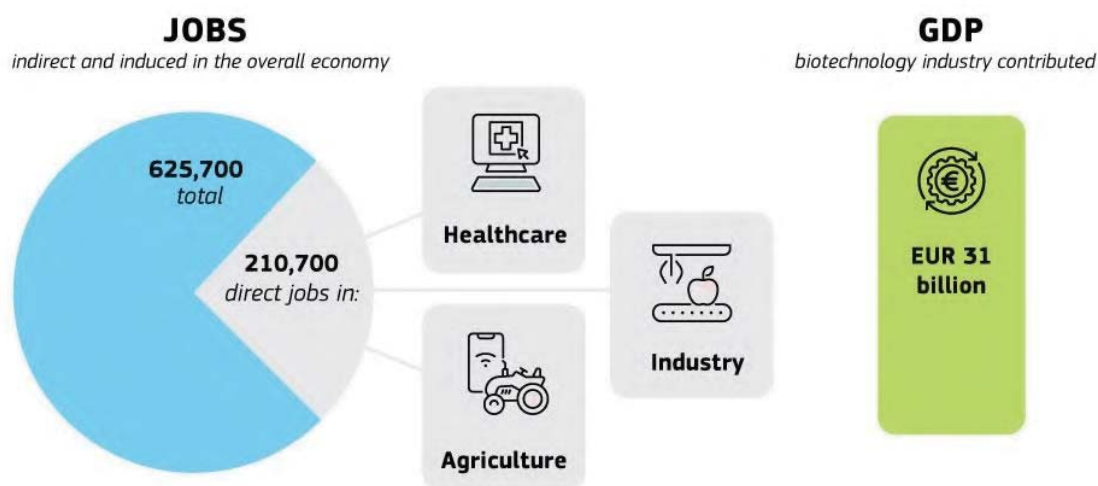 JOBS
indirect and induced in the overall economy
625,700
total
210,700
direct jobs in:
Healthcare
Industry
Agriculture
GDP
biotechnology industry contributed
€
EUR 31
billion